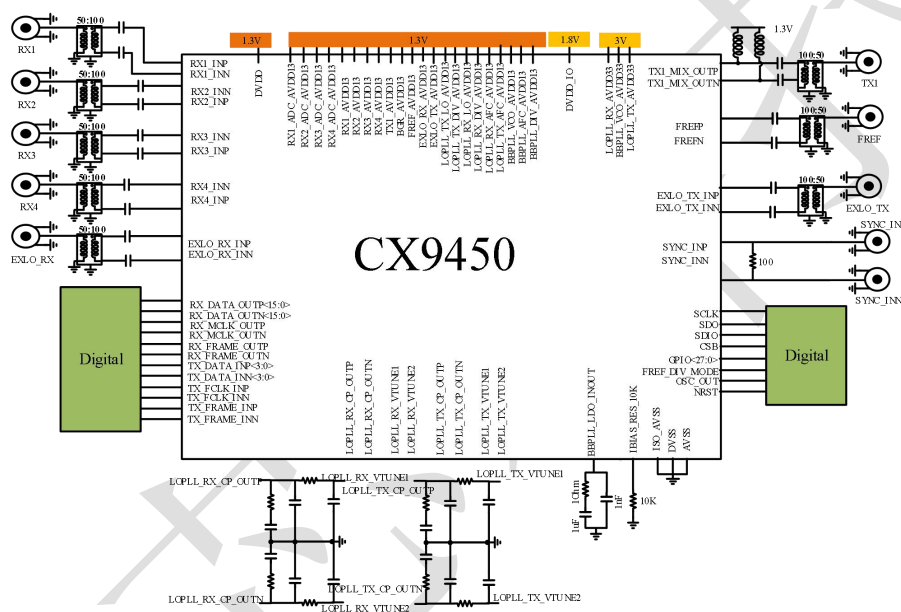 50:100
RX1
50:100
RX2
50:100
RX3
50:100
RX4
50:100
EXLO_RX
RX1_INP
RX1_INN
RX2_INN
RX2_INP
RX3_INN
RX3_INP
RX4_INN
RX4_INP
EXLO_RX_INP
EXLO_RX_INN
1.3V
1.3V
1.8V
3V
DVDD
RX1_ADC_AVDD13
RX2_ADC_AVDD13
RX3_ADC_AVDD13
RX4_ADC_AVDD13
RX1_AVDD13
RX2_AVDD13
RX3_AVDD13
RX4_AVDD13
TX1_AVDD13
BGR_AVDD13
FREF_AVDD13
EXLO_RX_AVDD13
EXLO_TX_AVDD13
LOPLL_TX_LO_AVDD13
LOPLL_TX_DIV_AVDD13
LOPLL_RX_LO_AVDD13
LOPLL_RX_DIV_AVDD13
LOPLL_RX_AFC_AVDD13
LOPLL_TX_AFC_AVDD13
BBPLL_VCO_AVDD13
BBPLL_AFC_AVDD13
BBPLL_DIV_AVDD13
DVDD_IO
LOPLL_RX_AVDD33
BBPLL_VCO_AVDD33
LOPLL_TX_AVDD33
1.3V
100:50
TX1
TX1_MIX_OUTP
TX1_MIX_OUTN
100:50
FREF
FREFP
FREFN
100:50
EXLO_TX
EXLO_TX_INP
EXLO_TX_INN
SYNC_INP
SYNC_INP
SYNC_INN
100
SYNC_INN
CX9450
Digital
RX_DATA_OUTP<15:0>
RX_DATA_OUTN<15:0>
RX_MCLK_OUTP
RX_MCLK_OUTN
RX_FRAME_OUTP
RX_FRAME_OUTN
TX_DATA_INP<3:0>
TX_DATA_INN<3:0>
TX_FCLK_INP
TX_FCLK_INN
TX_FRAME_INP
TX_FRAME_INN
SCLK
SDO
SDIO
CSB
GPIO<27:0>
FREF_DIV_MODE
OSC_OUT
NRST
Digital
LOPLL_RX_CP_OUTP
LOPLL_RX_CP_OUTN
LOPLL_RX_VTUNE1
LOPLL_RX_VTUNE2
LOPLL_TX_CP_OUTP
LOPLL_TX_CP_OUTN
LOPLL_TX_VTUNE1
LOPLL_TX_VTUNE2
BBPLL_LDO_INOUT
IBIAS_RES_10K
ISO_AVSS
DVSS
AVSS
1Ohm
1uF
1nF
10K
LOPLL_RX_CP_OUTP
LOPLL_RX_VTUNE1
LOPLL_TX_CP_OUTP
LOPLL_TX_VTUNE1
LOPLL_RX_CP_OUTN
LOPLL_RX_VTUNE2
LOPLL_TX_CP_OUTN
LOPLL_TX_VTUNE2